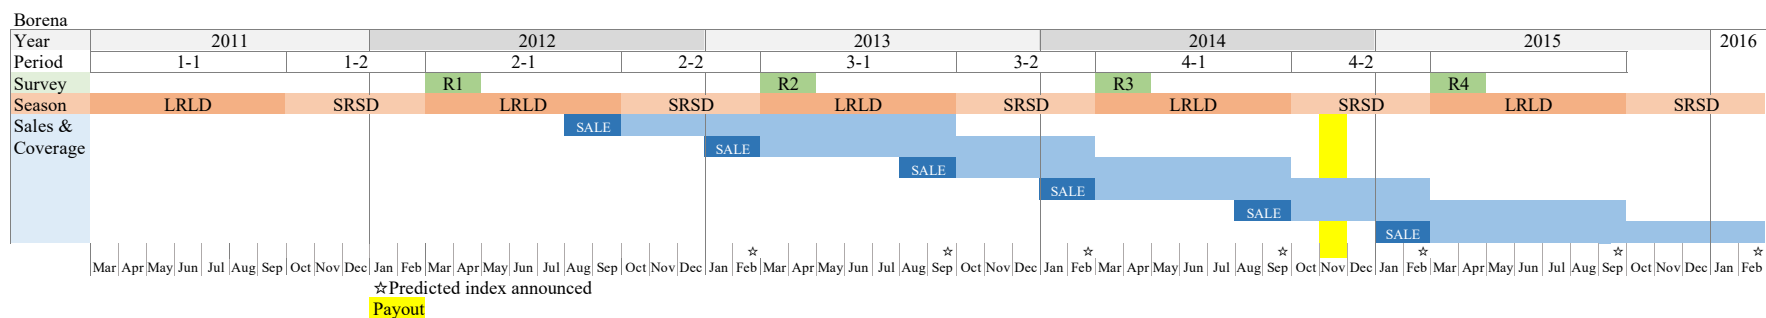 Borena
Year 2011 2012 2013 2014 2015 2016
Period 1-1 1-2 2-1 2-2 3-1 3-2 4-1 4-2
Survey R1 R2 R3 R4
Season LRLD SRSD LRLD SRSD LRLD SRSD LRLD SRSD LRLD SRSD
Sales & SALE
Coverage SALE
SALE
SALE
SALE
SALE
☆ ☆ ☆ ☆ ☆ ☆ ☆
Mar Apr May Jun Jul Aug Sep Oct Nov Dec Jan Feb Mar Apr May Jun Jul Aug Sep Oct Nov Dec Jan Feb Mar Apr May Jun Jul Aug Sep Oct Nov Dec Jan Feb Mar Apr May Jun Jul Aug Sep Oct Nov Dec Jan Feb Mar Apr May Jun Jul Aug Sep Oct Nov Dec Jan Feb
☆Predicted index announced
Payout